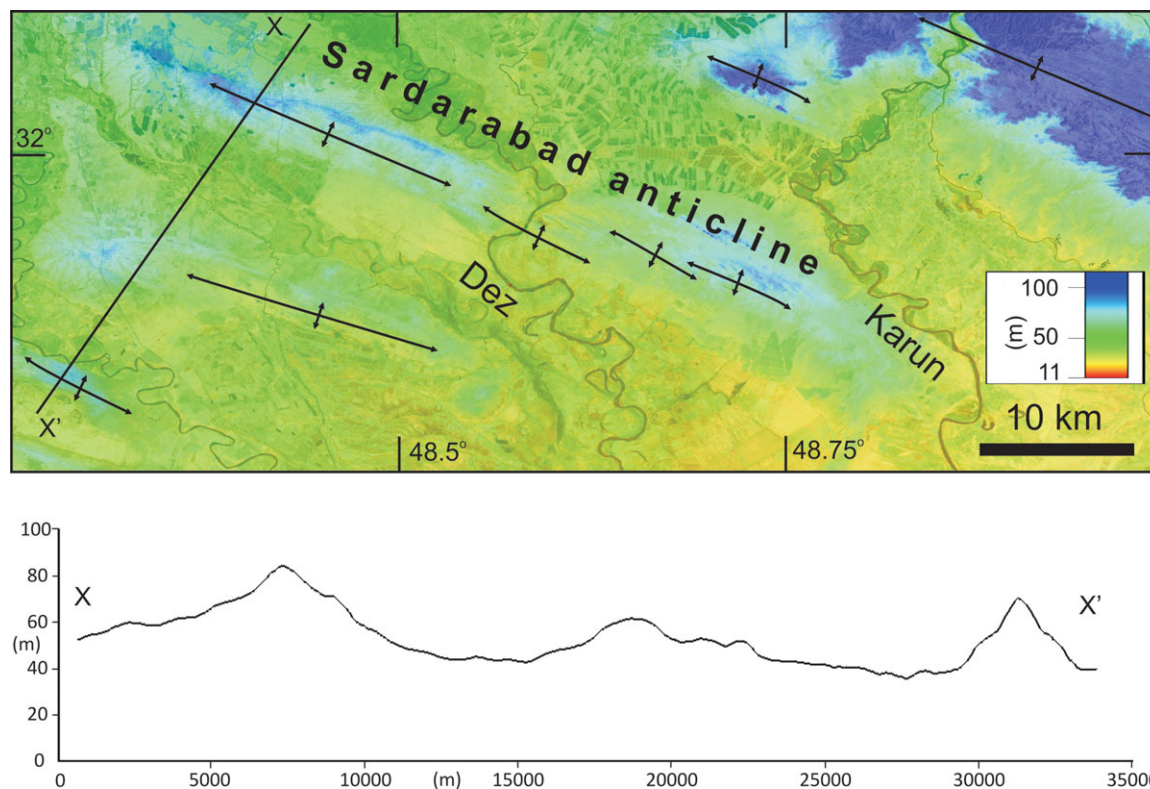 X
Sardarabad anticline
32°
Dez
Karun
100
(m)
50
11
10 km
X'
48.5°
48.75°
100
80
X
X'
60
(m)
40
20
0
0 5000 10000 (m) 15000 20000 25000 30000 35000